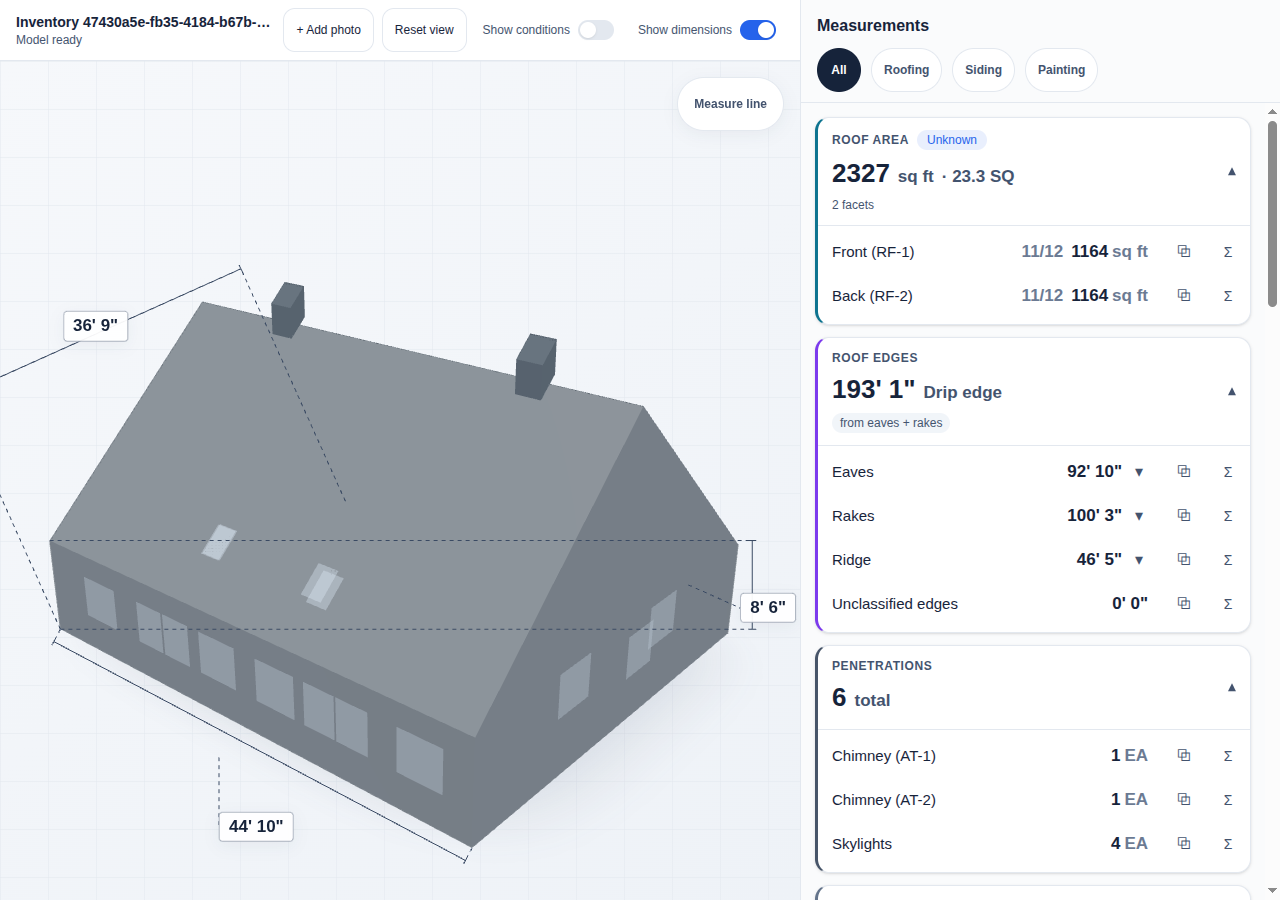 Inventory 47430a5e-fb35-4184-b67b-...
Model ready
+ Add photo
Reset view
Show conditions
Show dimensions
Measure line
36' 9"
8' 6"
44' 10"
Measurements
All
Roofing
Siding
Painting
ROOF AREA Unknown
2327 sq ft · 23.3 SQ
2 facets
Front (RF-1) 11/12 1164 sq ft Σ
Back (RF-2) 11/12 1164 sq ft Σ
ROOF EDGES
193' 1" Drip edge
from eaves + rakes
Eaves 92' 10" Σ
Rakes 100' 3" Σ
Ridge 46' 5" Σ
Unclassified edges 0' 0" Σ
PENETRATIONS
6 total
Chimney (AT-1) 1 EA Σ
Chimney (AT-2) 1 EA Σ
Skylights 4 EA Σ